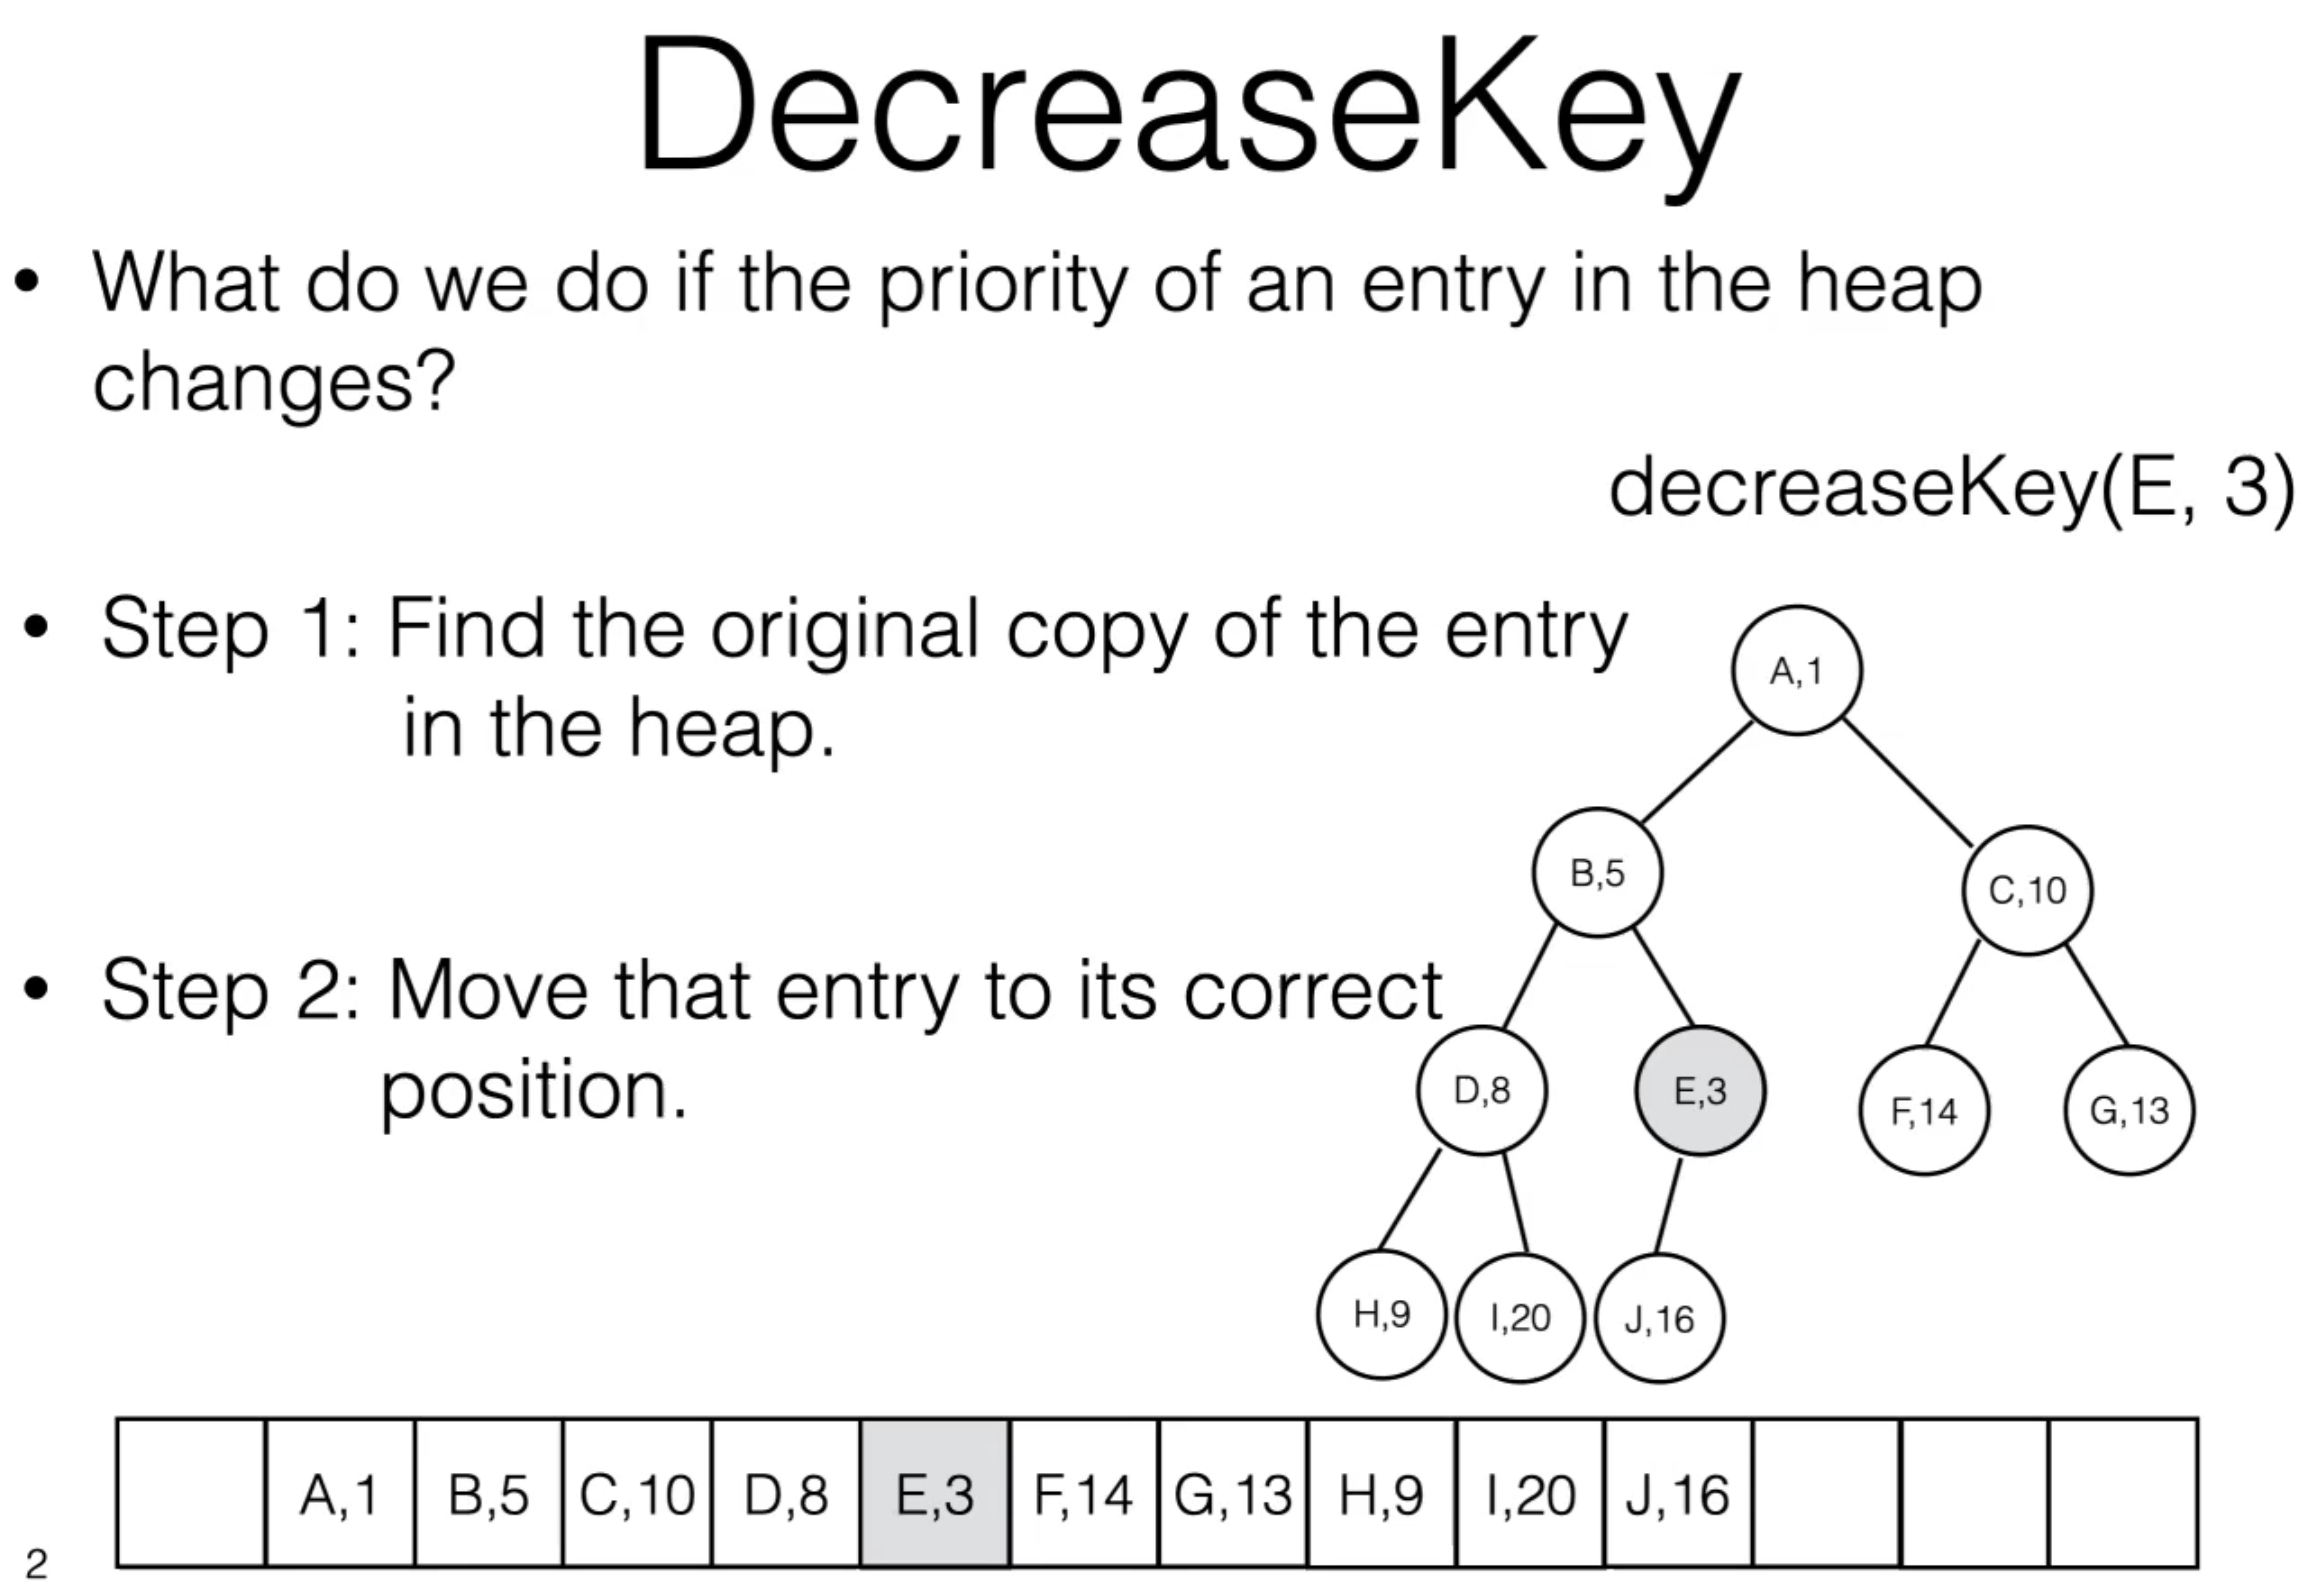 DecreaseKey
• What do we do if the priority of an entry in the heap
changes?
decreaseKey(E, 3)
• Step 1: Find the original copy of the entry
in the heap.
• Step 2: Move that entry to its correct
position.
A,1
B,5
C,10
D,8
E,3
F,14
G,13
H,9
I,20
J,16
A,1 B,5 C,10 D,8 E,3 F,14 G,13 H,9 I,20 J,16
2